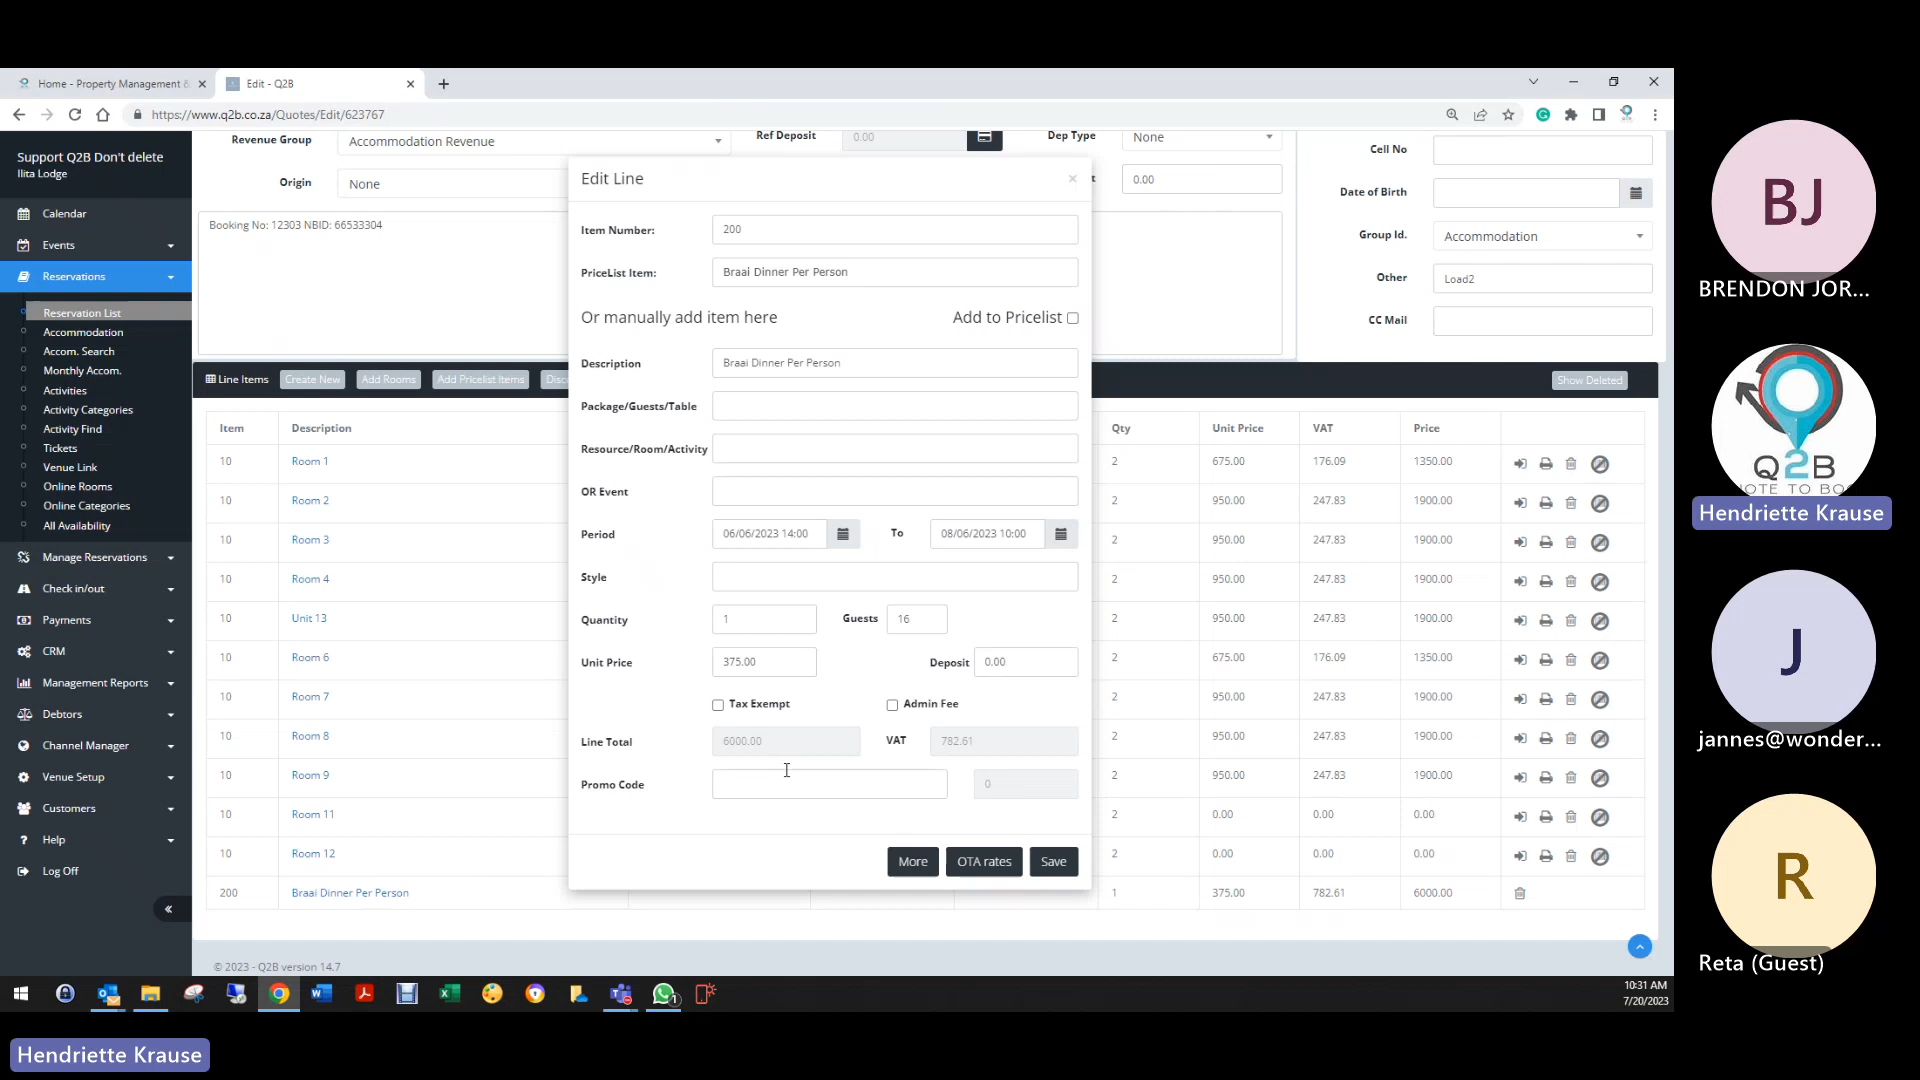 Home - Property Management &
Edit - Q2B
https://www.q2b.co.za/Quotes/Edit/623767
Support Q2B Don't delete
Ilita Lodge
Calendar
Events
Reservations
Reservation List
Accommodation
Accom. Search
Monthly Accom.
Activities
Activity Categories
Activity Find
Tickets
Venue Link
Online Rooms
Online Categories
All Availability
Manage Reservations
Check in/out
Payments
CRM
Management Reports
Debtors
Channel Manager
Venue Setup
Customers
Help
Log Off
Revenue Group Accommodation Revenue Ref Deposit 0.00 Dep Type None
Origin None 0.00
Booking No: 12303 NBID: 66533304
Cell No
Date of Birth
Group Id. Accommodation
Other Load2
CC Mail
Line Items Create New Add Rooms Add Pricelist Items Show Deleted
Item Description Qty Unit Price VAT Price
10 Room 1 2 675.00 176.09 1350.00
10 Room 2 2 950.00 247.83 1900.00
10 Room 3 2 950.00 247.83 1900.00
10 Room 4 2 950.00 247.83 1900.00
10 Unit 13 2 950.00 247.83 1900.00
10 Room 6 2 675.00 176.09 1350.00
10 Room 7 2 950.00 247.83 1900.00
10 Room 8 2 950.00 247.83 1900.00
10 Room 9 2 950.00 247.83 1900.00
10 Room 11 2 0.00 0.00 0.00
10 Room 12 2 0.00 0.00 0.00
200 Braai Dinner Per Person 1 375.00 782.61 6000.00
© 2023 - Q2B version 14.7
Edit Line
Item Number: 200
PriceList Item: Braai Dinner Per Person
Or manually add item here Add to Pricelist
Description Braai Dinner Per Person
Package/Guests/Table
Resource/Room/Activity
OR Event
Period 06/06/2023 14:00 To 08/06/2023 10:00
Style
Quantity 1 Guests 16
Unit Price 375.00 Deposit 0.00
Tax Exempt Admin Fee
Line Total 6000.00 VAT 782.61
Promo Code 0
More OTA rates Save
10:31 AM
7/20/2023
BJ
BRENDON JOR...
Q2B
Hendriette Krause
J
jannes@wonder...
R
Reta (Guest)
Hendriette Krause